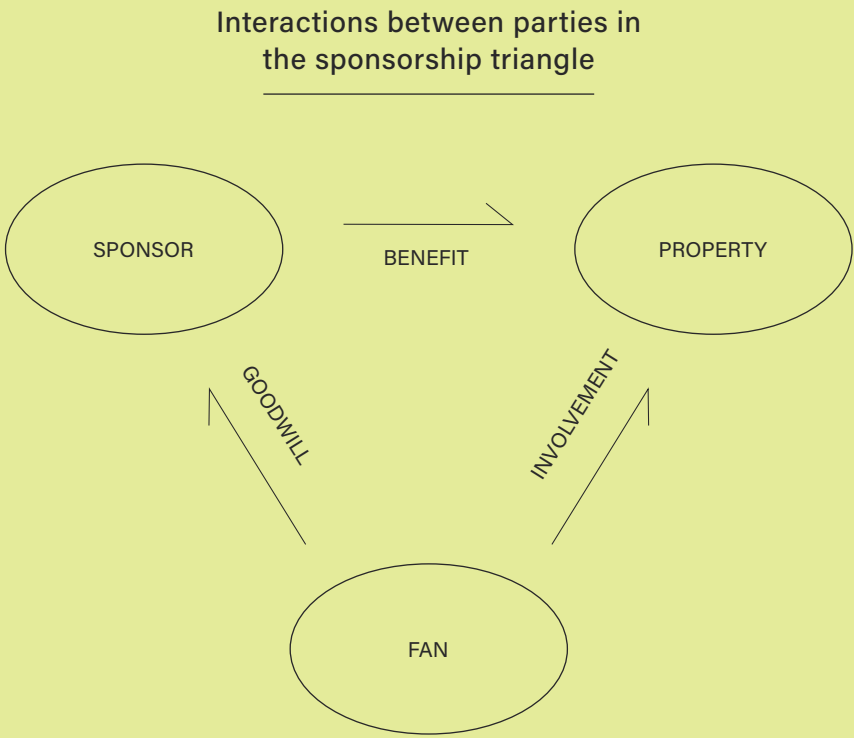 Interactions between parties in
the sponsorship triangle
SPONSOR
BENEFIT
PROPERTY
GOODWILL
INVOLVEMENT
FAN